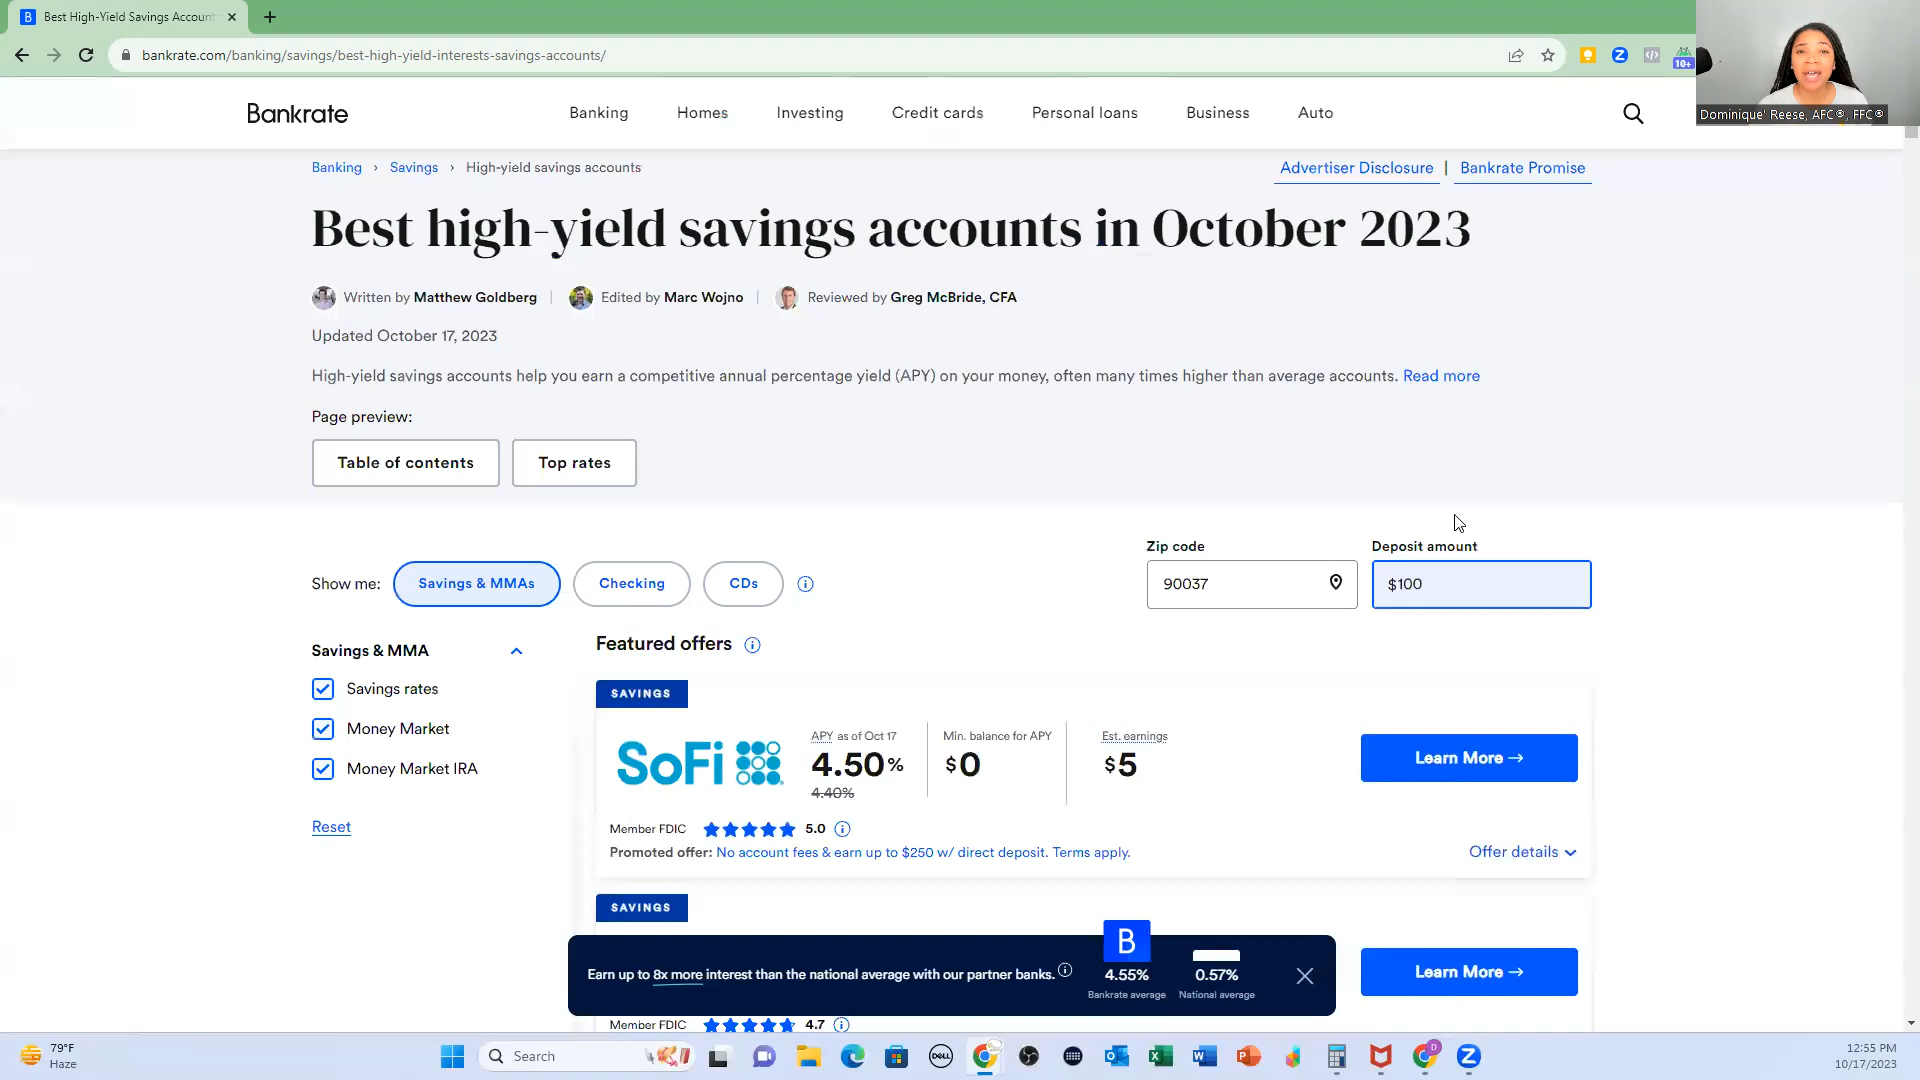 Best High-Yield Savings Account
bankrate.com/banking/savings/best-high-yield-interests-savings-accounts/
10+
Dominique' Reese, AFC®, FFC®
Bankrate
Banking
Homes
Investing
Credit cards
Personal loans
Business
Auto
Banking › Savings › High-yield savings accounts
Advertiser Disclosure | Bankrate Promise
Best high-yield savings accounts in October 2023
Written by Matthew Goldberg | Edited by Marc Wojno | Reviewed by Greg McBride, CFA
Updated October 17, 2023
High-yield savings accounts help you earn a competitive annual percentage yield (APY) on your money, often many times higher than average accounts. Read more
Page preview:
Table of contents
Top rates
Zip code
Deposit amount
Show me:
Savings & MMAs
Checking
CDs
90037
$100
Savings & MMA
Savings rates
Money Market
Money Market IRA
Reset
Featured offers
SAVINGS
SoFi
APY as of Oct 17
4.50%
4.40%
Min. balance for APY
$0
Est. earnings
$5
Learn More →
Member FDIC
5.0
Promoted offer: No account fees & earn up to $250 w/ direct deposit. Terms apply.
Offer details
SAVINGS
Learn More →
Earn up to 8x more interest than the national average with our partner banks.
B
4.55%
Bankrate average
0.57%
National average
Member FDIC
4.7
79°F
Haze
Search
DELL
12:55 PM
10/17/2023